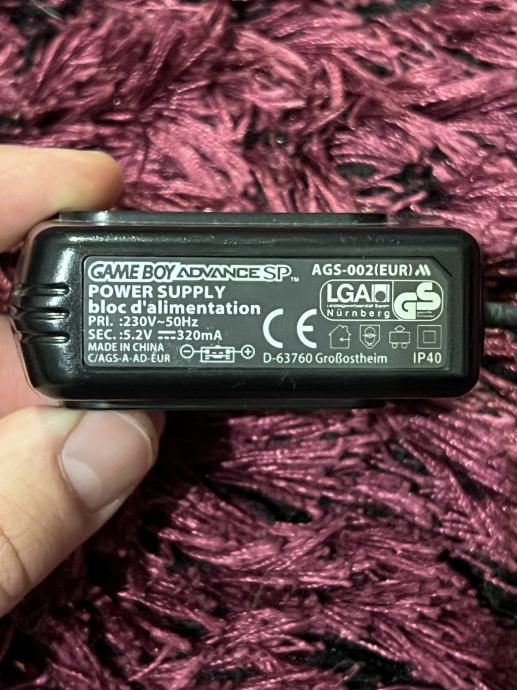 GAME BOY ADVANCE SP™ AGS-002(EUR)
POWER SUPPLY
bloc d'alimentation
PRI. :230V~50Hz
SEC. :5.2V ⎓320mA
MADE IN CHINA
C/AGS-A-AD-EUR
LGA
Nürnberg
GS
CE
D-63760 Großostheim
IP40